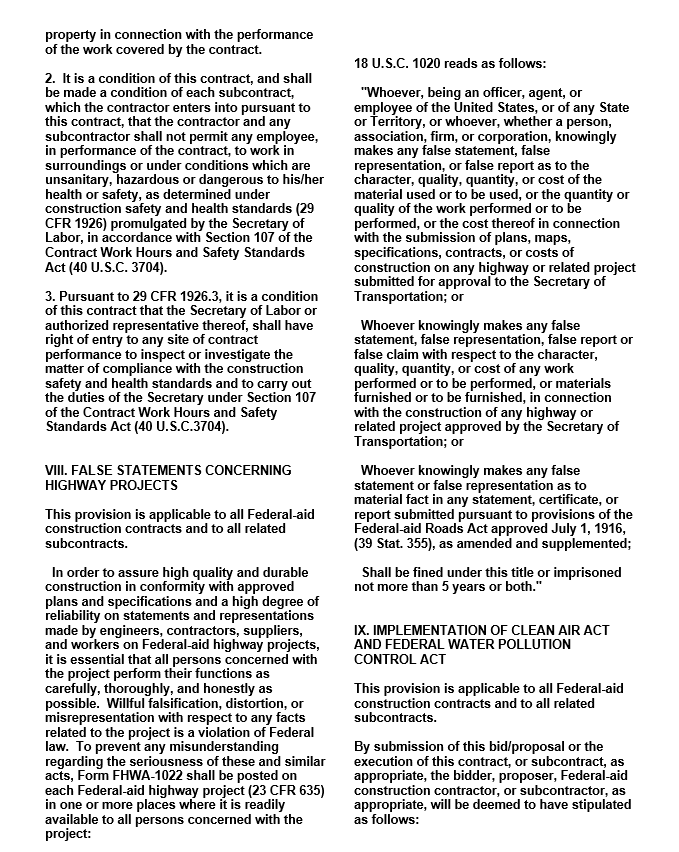 property in connection with the performance
of the work covered by the contract.
2.  It is a condition of this contract, and shall
be made a condition of each subcontract,
which the contractor enters into pursuant to
this contract, that the contractor and any
subcontractor shall not permit any employee,
in performance of the contract, to work in
surroundings or under conditions which are
unsanitary, hazardous or dangerous to his/her
health or safety, as determined under
construction safety and health standards (29
CFR 1926) promulgated by the Secretary of
Labor, in accordance with Section 107 of the
Contract Work Hours and Safety Standards
Act (40 U.S.C. 3704).
3. Pursuant to 29 CFR 1926.3, it is a condition
of this contract that the Secretary of Labor or
authorized representative thereof, shall have
right of entry to any site of contract
performance to inspect or investigate the
matter of compliance with the construction
safety and health standards and to carry out
the duties of the Secretary under Section 107
of the Contract Work Hours and Safety
Standards Act (40 U.S.C.3704).
VIII. FALSE STATEMENTS CONCERNING
HIGHWAY PROJECTS
This provision is applicable to all Federal-aid
construction contracts and to all related
subcontracts.
In order to assure high quality and durable
construction in conformity with approved
plans and specifications and a high degree of
reliability on statements and representations
made by engineers, contractors, suppliers,
and workers on Federal-aid highway projects,
it is essential that all persons concerned with
the project perform their functions as
carefully, thoroughly, and honestly as
possible.  Willful falsification, distortion, or
misrepresentation with respect to any facts
related to the project is a violation of Federal
law.  To prevent any misunderstanding
regarding the seriousness of these and similar
acts, Form FHWA-1022 shall be posted on
each Federal-aid highway project (23 CFR 635)
in one or more places where it is readily
available to all persons concerned with the
project:
18 U.S.C. 1020 reads as follows:
"Whoever, being an officer, agent, or
employee of the United States, or of any State
or Territory, or whoever, whether a person,
association, firm, or corporation, knowingly
makes any false statement, false
representation, or false report as to the
character, quality, quantity, or cost of the
material used or to be used, or the quantity or
quality of the work performed or to be
performed, or the cost thereof in connection
with the submission of plans, maps,
specifications, contracts, or costs of
construction on any highway or related project
submitted for approval to the Secretary of
Transportation; or
Whoever knowingly makes any false
statement, false representation, false report or
false claim with respect to the character,
quality, quantity, or cost of any work
performed or to be performed, or materials
furnished or to be furnished, in connection
with the construction of any highway or
related project approved by the Secretary of
Transportation; or
Whoever knowingly makes any false
statement or false representation as to
material fact in any statement, certificate, or
report submitted pursuant to provisions of the
Federal-aid Roads Act approved July 1, 1916,
(39 Stat. 355), as amended and supplemented;
Shall be fined under this title or imprisoned
not more than 5 years or both."
IX. IMPLEMENTATION OF CLEAN AIR ACT
AND FEDERAL WATER POLLUTION
CONTROL ACT
This provision is applicable to all Federal-aid
construction contracts and to all related
subcontracts.
By submission of this bid/proposal or the
execution of this contract, or subcontract, as
appropriate, the bidder, proposer, Federal-aid
construction contractor, or subcontractor, as
appropriate, will be deemed to have stipulated
as follows: